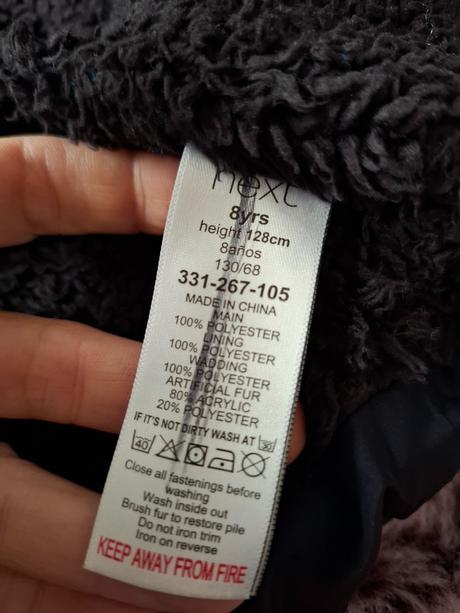 next
8yrs
height 128cm
8años
130/68
331-267-105
MADE IN CHINA
MAIN
100% POLYESTER
LINING
100% POLYESTER
WADDING
100% POLYESTER
ARTIFICIAL FUR
80% ACRYLIC
20% POLYESTER
IF IT'S NOT DIRTY WASH AT 30
40
Close all fastenings before
washing
Wash inside out
Brush fur to restore pile
Do not iron trim
Iron on reverse
KEEP AWAY FROM FIRE